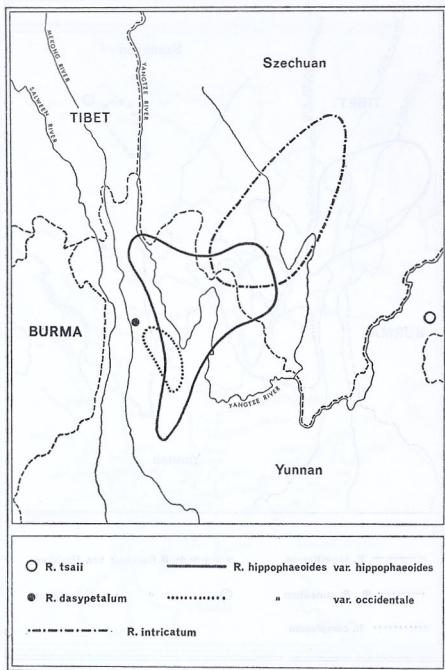 Szechuan
MEKONG RIVER
SALWEEN RIVER
YANGTZE RIVER
TIBET
BURMA
YANGTZE RIVER
Yunnan
R. tsaii R. hippophaeoides var. hippophaeoides
R. dasypetalum " var. occidentale
R. intricatum